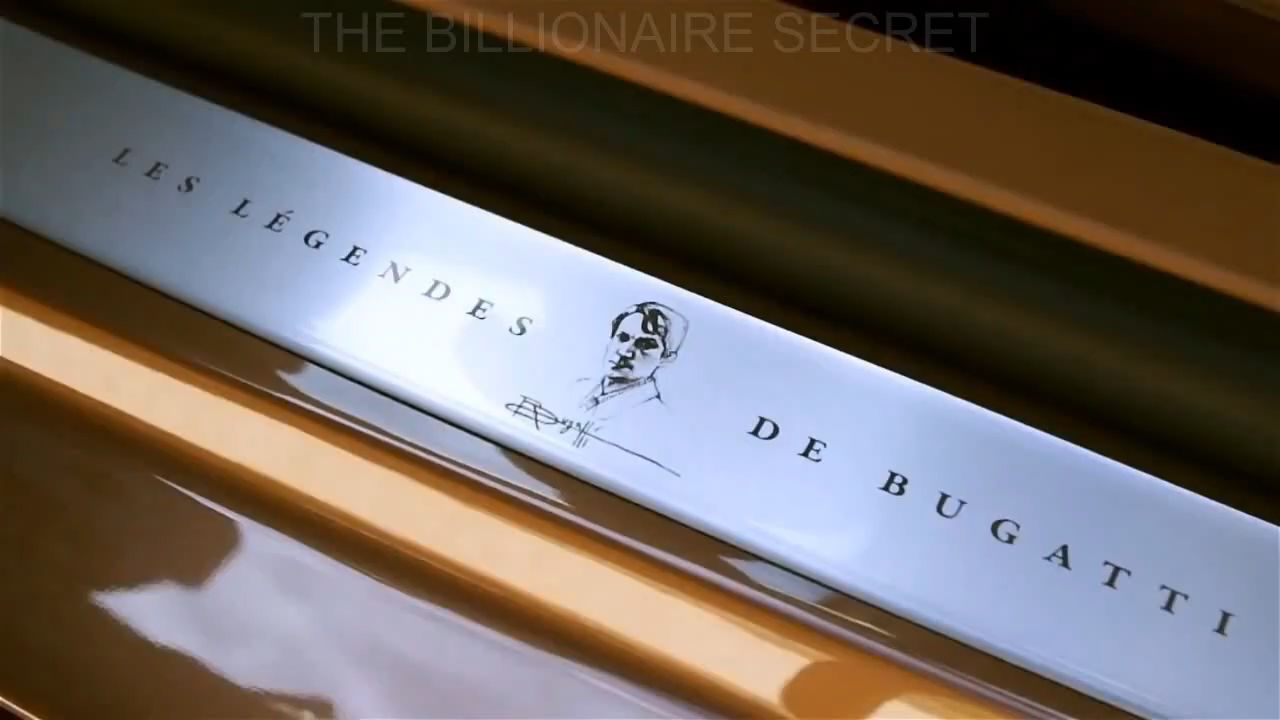 THE BILLIONAIRE SECRET
LES LÉGENDES DE BUGATTI